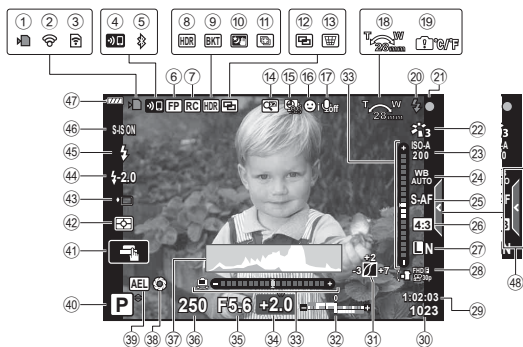 1 2 3 4 5 8 9 10 11 12 13 18 19
HDR BKT
T W
28mm
°C/°F
6 7 14 15 16 17 33 20 21
47
FP RC HDR i off
T W
28mm
46 S-IS ON
3 22
ISO-A
200 23
45
WB
AUTO 24
44 -2.0
43
S-AF 25
42
4:3 26
41
L N 27
FHD F
30p 28
+2
-3 +7
AEL
40 P
1:02:03 29
250 F5.6 +2.0
0
1023
39 38 37 36 35 34 33 32 31 30
48